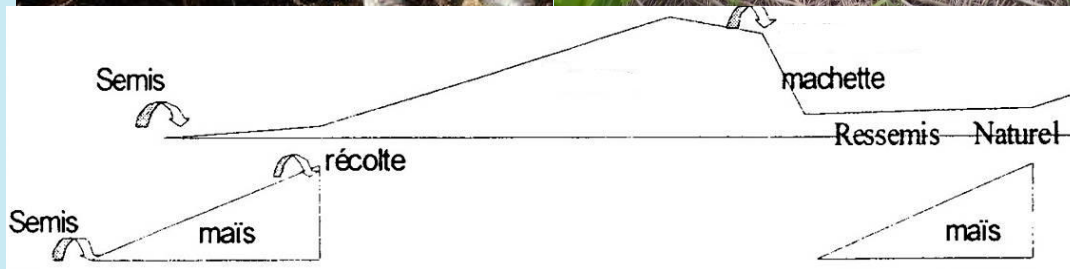 Semis
machette
Ressemis Naturel
récolte
Semis
maïs
maïs